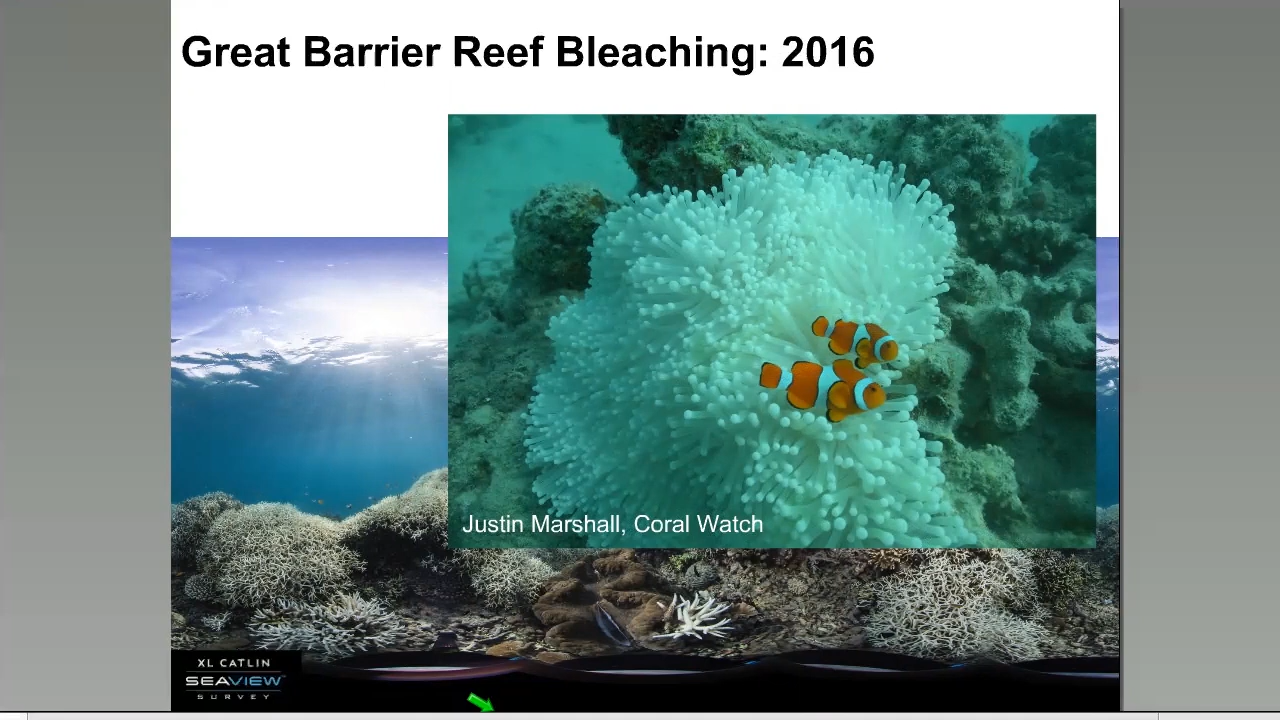 Great Barrier Reef Bleaching: 2016
Justin Marshall, Coral Watch
XL CATLIN
SEAVIEW
SURVEY